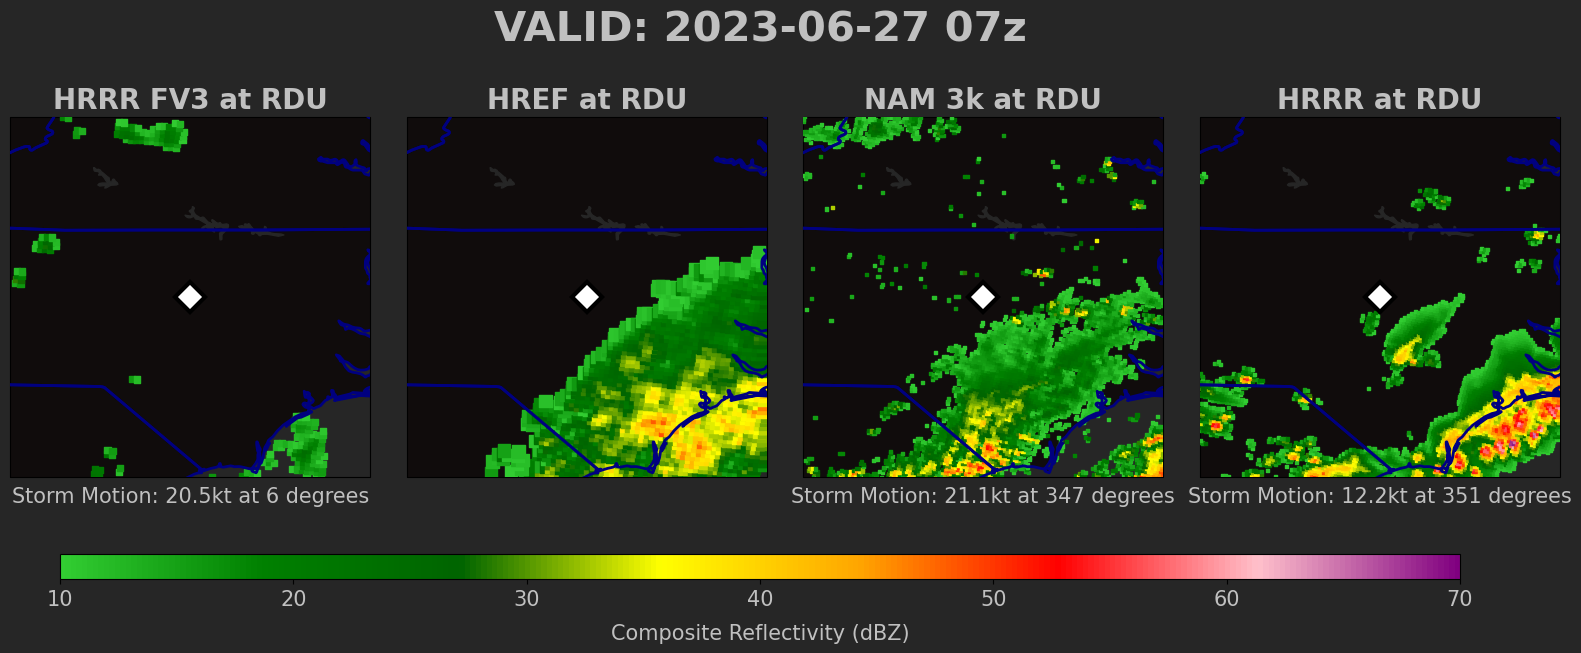 VALID: 2023-06-27 07z
HRRR FV3 at RDU
HREF at RDU
NAM 3k at RDU
HRRR at RDU
Storm Motion: 20.5kt at 6 degrees
Storm Motion: 21.1kt at 347 degrees
Storm Motion: 12.2kt at 351 degrees
10 20 30 40 50 60 70
Composite Reflectivity (dBZ)